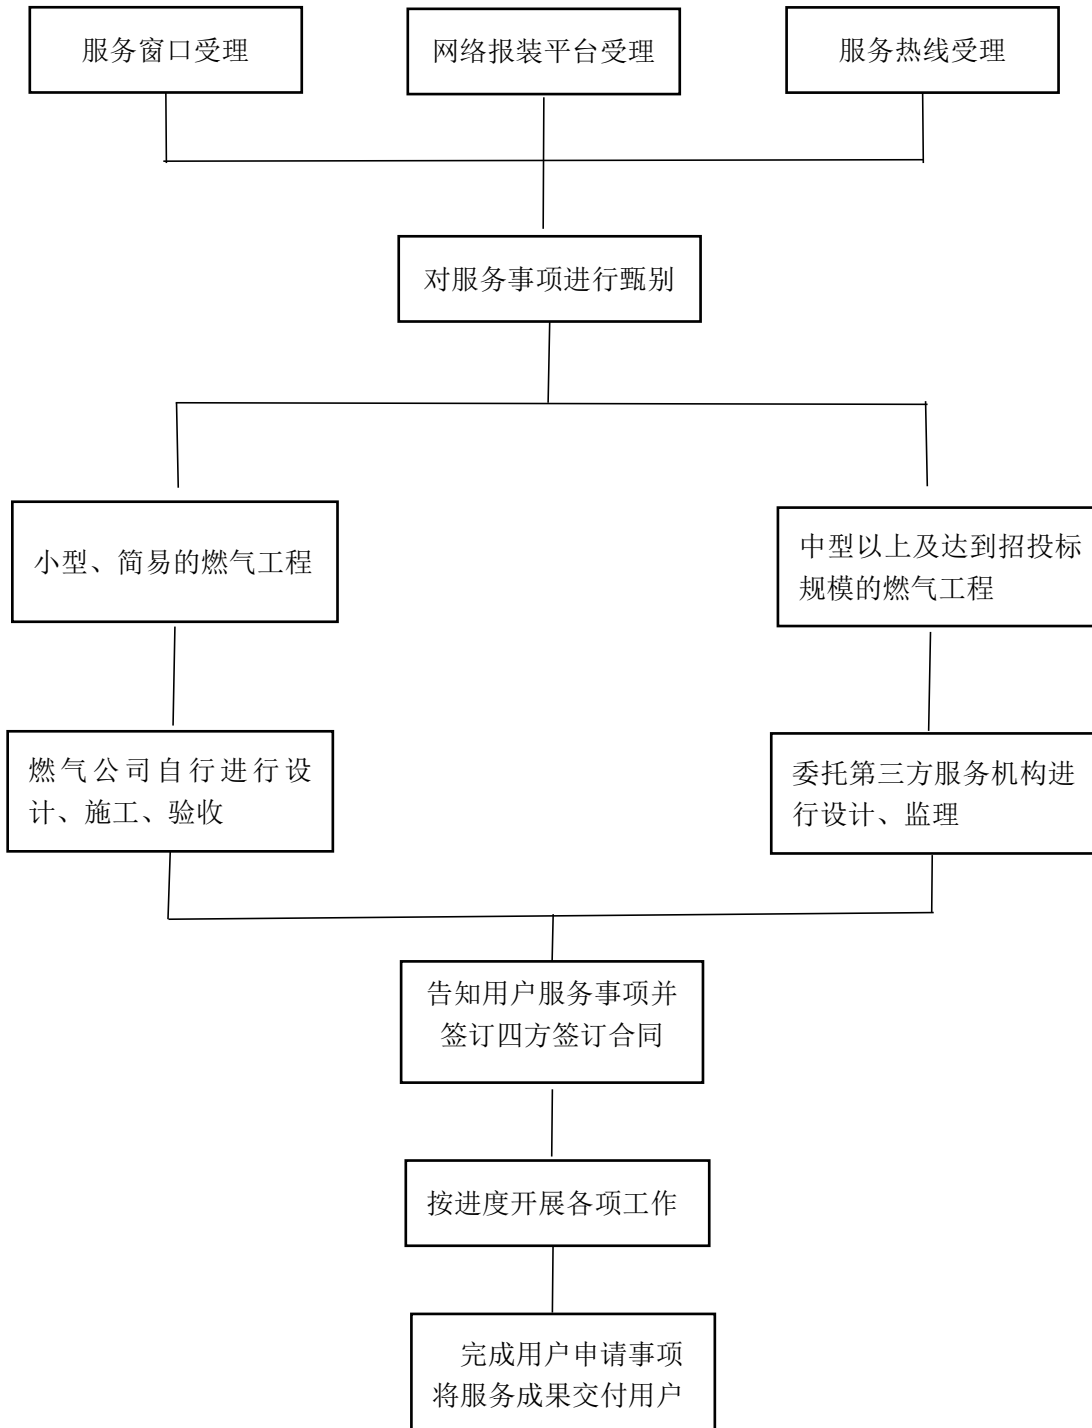 服务窗口受理
网络报装平台受理
服务热线受理
对服务事项进行甄别
小型、简易的燃气工程
中型以上及达到招投标
规模的燃气工程
燃气公司自行进行设
计、施工、验收
委托第三方服务机构进
行设计、监理
告知用户服务事项并
签订四方签订合同
按进度开展各项工作
完成用户申请事项
将服务成果交付用户